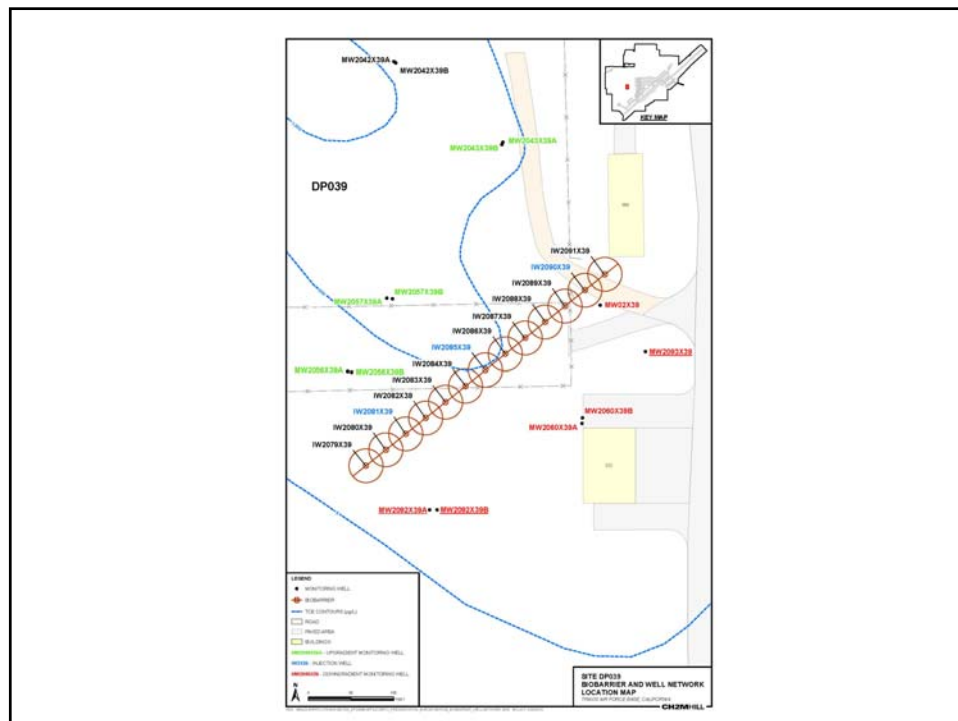 MW2042X39A
MW2042X39B
KEY MAP
MW2043X39A
MW2043X39B
DP039
IW2091X39
IW2090X39
IW2089X39
IW2088X39
MW2057X39B
MW2057X39A
MW02X39
IW2087X39
IW2086X39
IW2085X39
MW2093X39
IW2084X39
MW2056X39A
MW2056X39B
IW2083X39
IW2082X39
IW2081X39
MW2060X39B
MW2060X39A
IW2080X39
IW2079X39
MW2092X39A
MW2092X39B
LEGEND
MONITORING WELL
BIOBARRIER
TCE CONTOURS (µg/L)
ROAD
PAVED AREA
BUILDINGS
- UPGRADIENT MONITORING WELL
- INJECTION WELL
- DOWNGRADIENT MONITORING WELL
N
SITE DP039
BIOBARRIER AND WELL NETWORK
LOCATION MAP
TRAVIS AIR FORCE BASE, CALIFORNIA
CH2MHILL